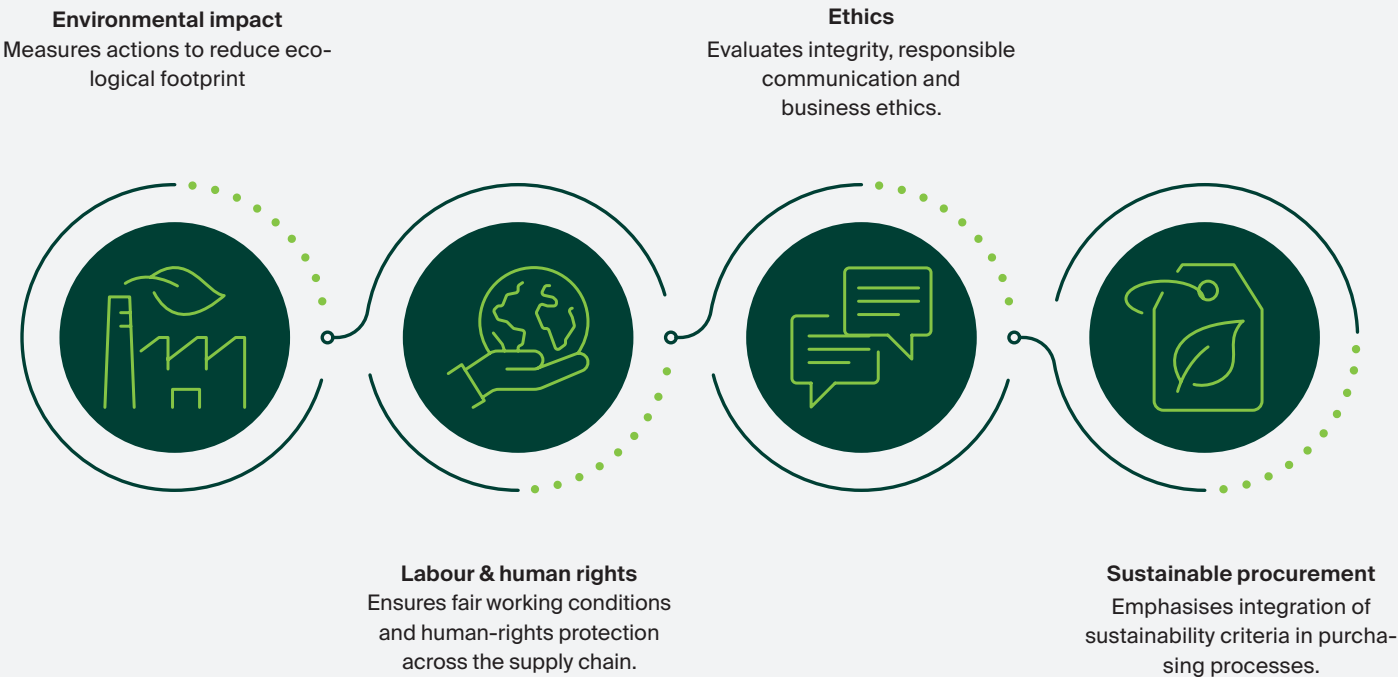 Environmental impact
Measures actions to reduce eco-
logical footprint
Labour & human rights
Ensures fair working conditions
and human-rights protection
across the supply chain.
Ethics
Evaluates integrity, responsible
communication and
business ethics.
Sustainable procurement
Emphasises integration of
sustainability criteria in purcha-
sing processes.